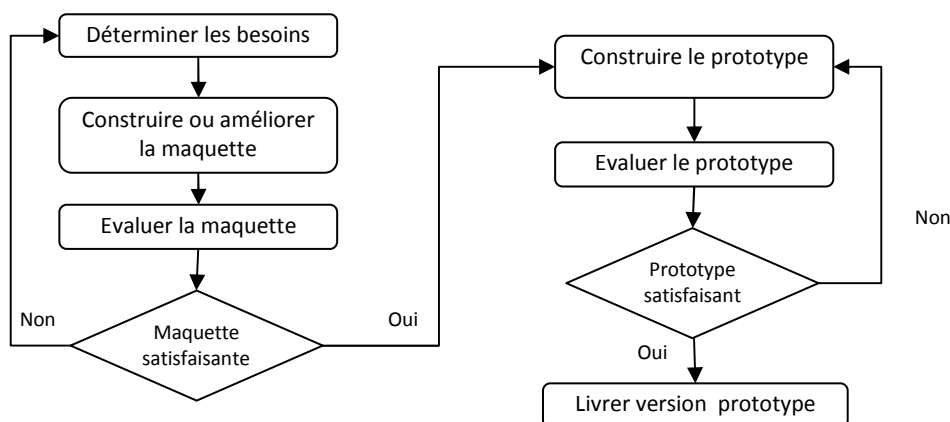 Déterminer les besoins
Construire ou améliorer
la maquette
Evaluer la maquette
Non
Maquette
satisfaisante
Oui
Construire le prototype
Evaluer le prototype
Non
Prototype
satisfaisant
Oui
Livrer version prototype